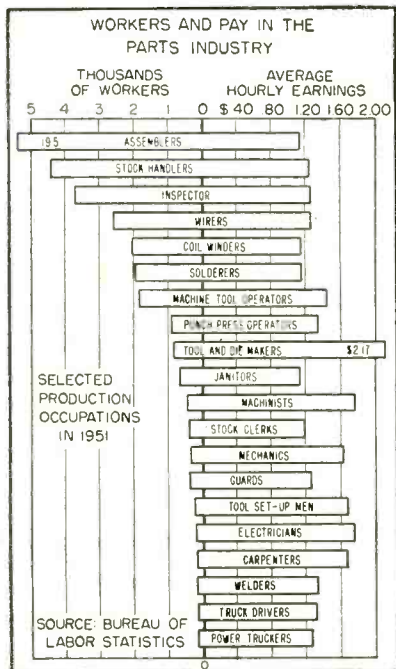 WORKERS AND PAY IN THE
PARTS INDUSTRY
THOUSANDS
OF WORKERS
AVERAGE
HOURLY EARNINGS
5 4 3 2 1 0 $.40 .80 1.20 1.60 2.00
19.5 ASSEMBLERS
STOCK HANDLERS
INSPECTOR
WIRERS
COIL WINDERS
SOLDERERS
MACHINE TOOL OPERATORS
PUNCH PRESS OPERATORS
TOOL AND DIE MAKERS $2.17
JANITORS
MACHINISTS
STOCK CLERKS
MECHANICS
GUARDS
TOOL SET-UP MEN
ELECTRICIANS
CARPENTERS
WELDERS
TRUCK DRIVERS
POWER TRUCKERS
SELECTED
PRODUCTION
OCCUPATIONS
IN 1951
SOURCE: BUREAU OF
LABOR STATISTICS
0